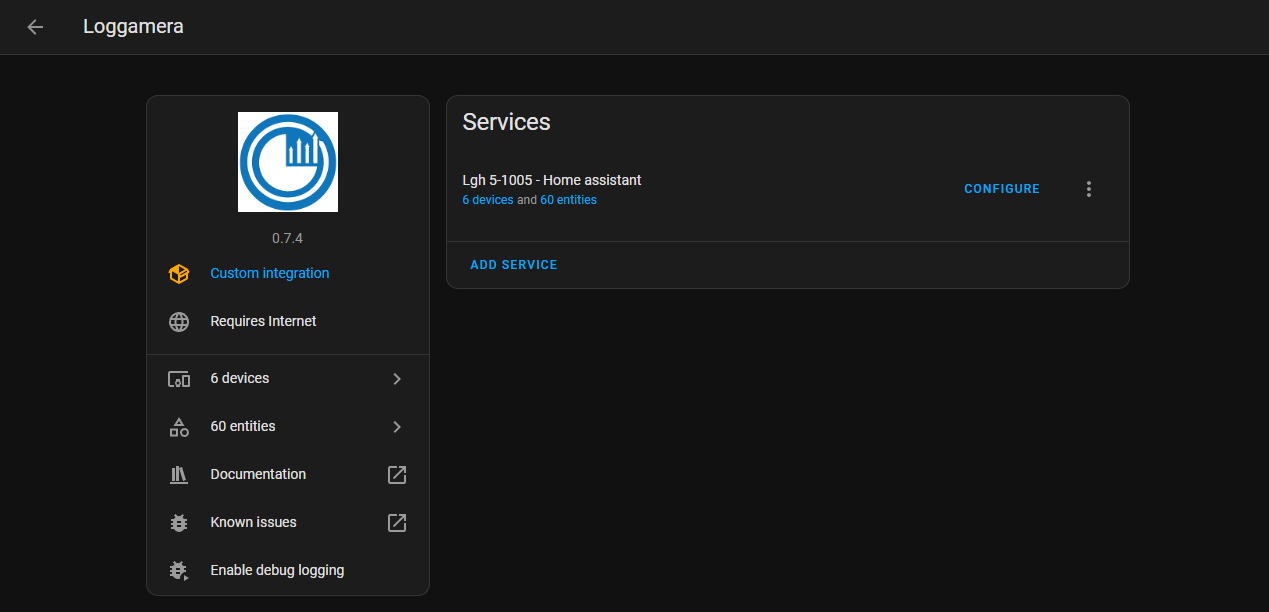 Loggamera
0.7.4
Custom integration
Requires Internet
6 devices
60 entities
Documentation
Known issues
Enable debug logging
Services
Lgh 5-1005 - Home assistant
6 devices and 60 entities
CONFIGURE
ADD SERVICE